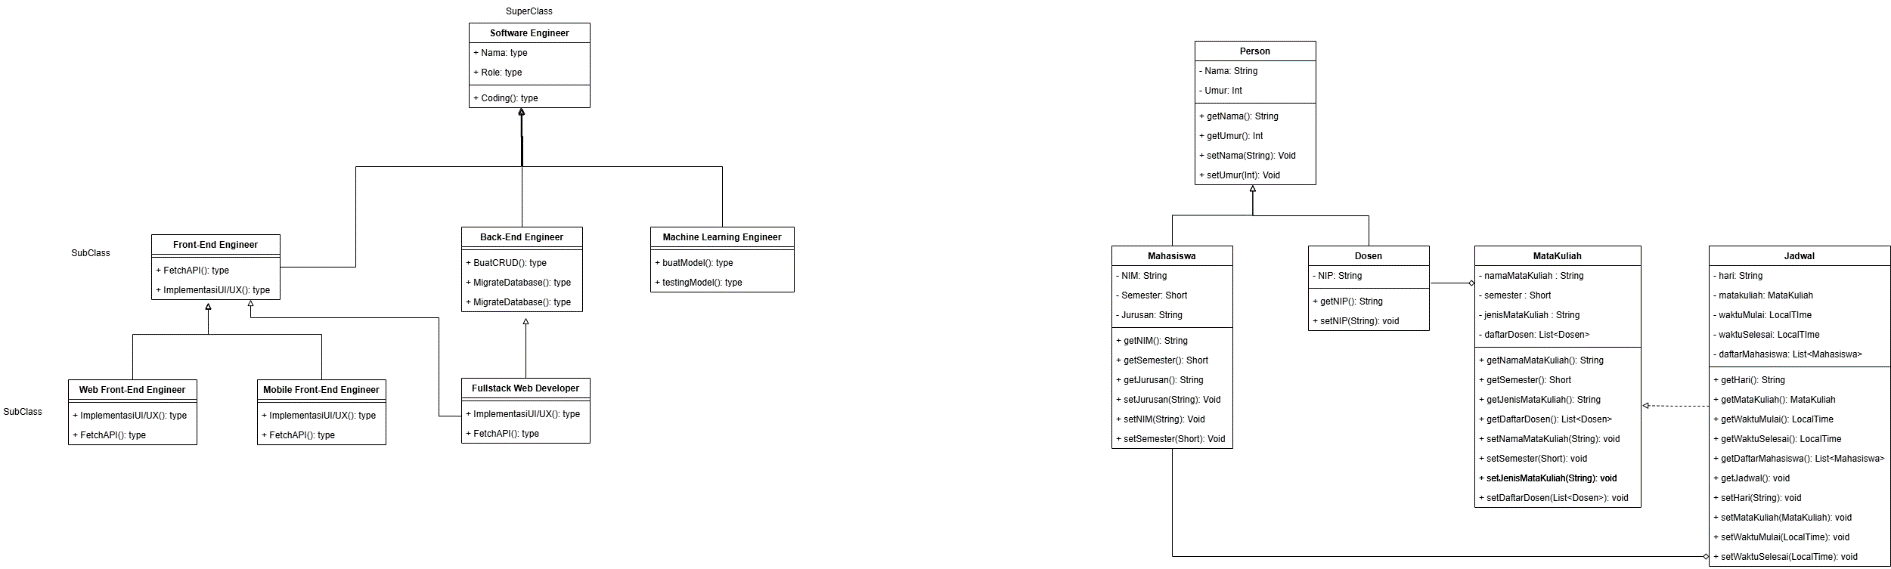 SuperClass
Software Engineer
+ Nama: type
+ Role: type
+ Coding(): type
SubClass
Front-End Engineer
+ FetchAPI(): type
+ ImplementasiUI/UX(): type
Back-End Engineer
+ BuatCRUD(): type
+ MigrateDatabase(): type
+ MigrateDatabase(): type
Machine Learning Engineer
+ buatModel(): type
+ testingModel(): type
SubClass
Web Front-End Engineer
+ ImplementasiUI/UX(): type
+ FetchAPI(): type
Mobile Front-End Engineer
+ ImplementasiUI/UX(): type
+ FetchAPI(): type
Fullstack Web Developer
+ ImplementasiUI/UX(): type
+ FetchAPI(): type
Person
- Nama: String
- Umur: Int
+ getNama(): String
+ getUmur(): Int
+ setNama(String): Void
+ setUmur(Int): Void
Mahasiswa
- NIM: String
- Semester: Short
- Jurusan: String
+ getNIM(): String
+ getSemester(): Short
+ getJurusan(): String
+ setJurusan(String): Void
+ setNIM(String): Void
+ setSemester(Short): Void
Dosen
- NIP: String
+ getNIP(): String
+ setNIP(String): void
MataKuliah
- namaMataKuliah : String
- semester : Short
- jenisMataKuliah : String
- daftarDosen: List<Dosen>
+ getNamaMataKuliah(): String
+ getSemester(): Short
+ getJenisMataKuliah(): String
+ getDaftarDosen(): List<Dosen>
+ setNamaMataKuliah(String): void
+ setSemester(Short): void
+ setJenisMataKuliah(String): void
+ setDaftarDosen(List<Dosen>): void
Jadwal
- hari: String
- matakuliah: MataKuliah
- waktuMulai: LocalTIme
- waktuSelesai: LocalTIme
- daftarMahasiswa: List<Mahasiswa>
+ getHari(): String
+ getMataKuliah(): MataKuliah
+ getWaktuMulai(): LocalTime
+ getWaktuSelesai(): LocalTime
+ getDaftarMahasiswa(): List<Mahasiswa>
+ getJadwal(): void
+ setHari(String): void
+ setMataKuliah(MataKuliah): void
+ setWaktuMulai(LocalTime): void
+ setWaktuSelesai(LocalTime): void